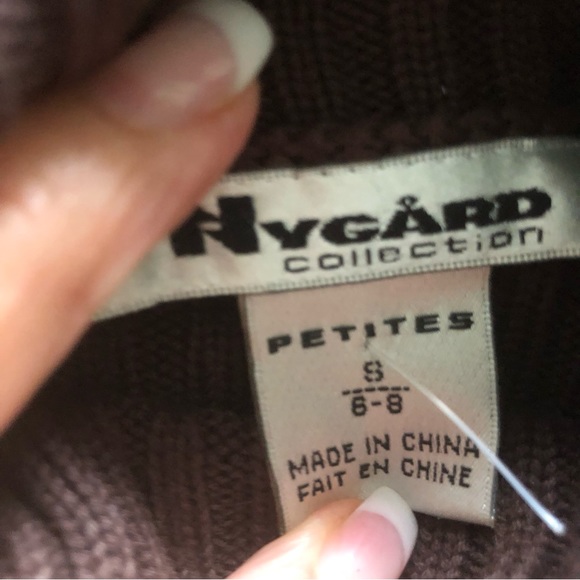 NYGÅRD
collection
PETITES
S
6-8
MADE IN CHINA
FAIT EN CHINE